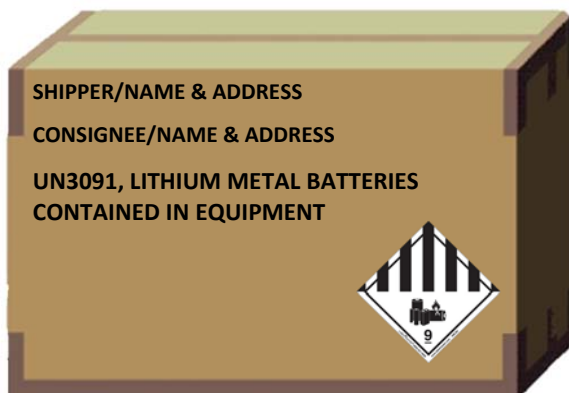 SHIPPER/NAME & ADDRESS
CONSIGNEE/NAME & ADDRESS
UN3091, LITHIUM METAL BATTERIES
CONTAINED IN EQUIPMENT
9